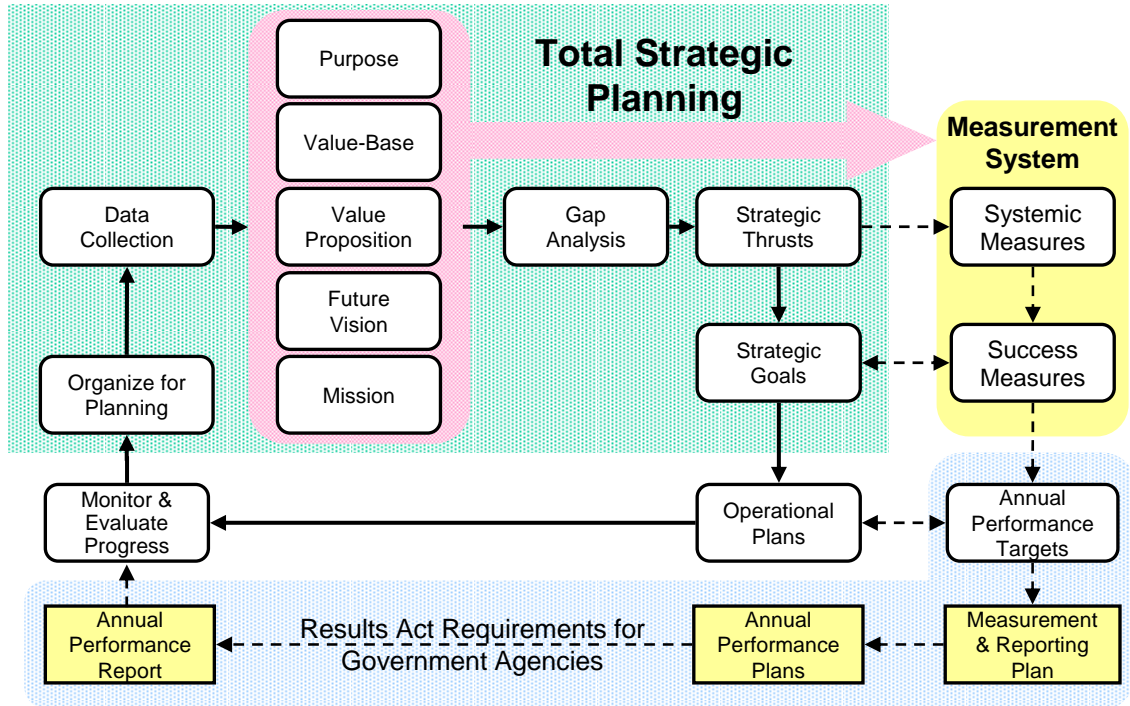 Total Strategic
Planning
Purpose
Value-Base
Value
Proposition
Future
Vision
Mission
Data
Collection
Organize for
Planning
Gap
Analysis
Strategic
Thrusts
Strategic
Goals
Measurement
System
Systemic
Measures
Success
Measures
Monitor &
Evaluate
Progress
Operational
Plans
Annual
Performance
Targets
Annual
Performance
Report
Results Act Requirements for
Government Agencies
Annual
Performance
Plans
Measurement
& Reporting
Plan